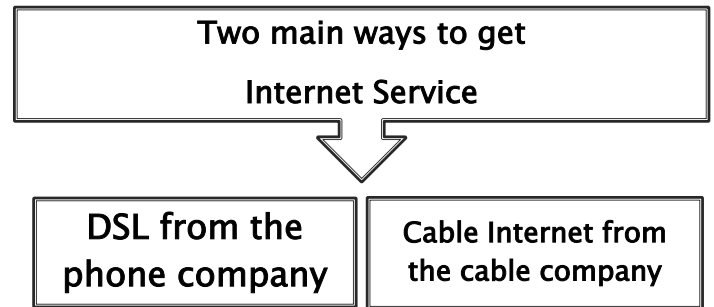 Two main ways to get
Internet Service
DSL from the
phone company
Cable Internet from
the cable company